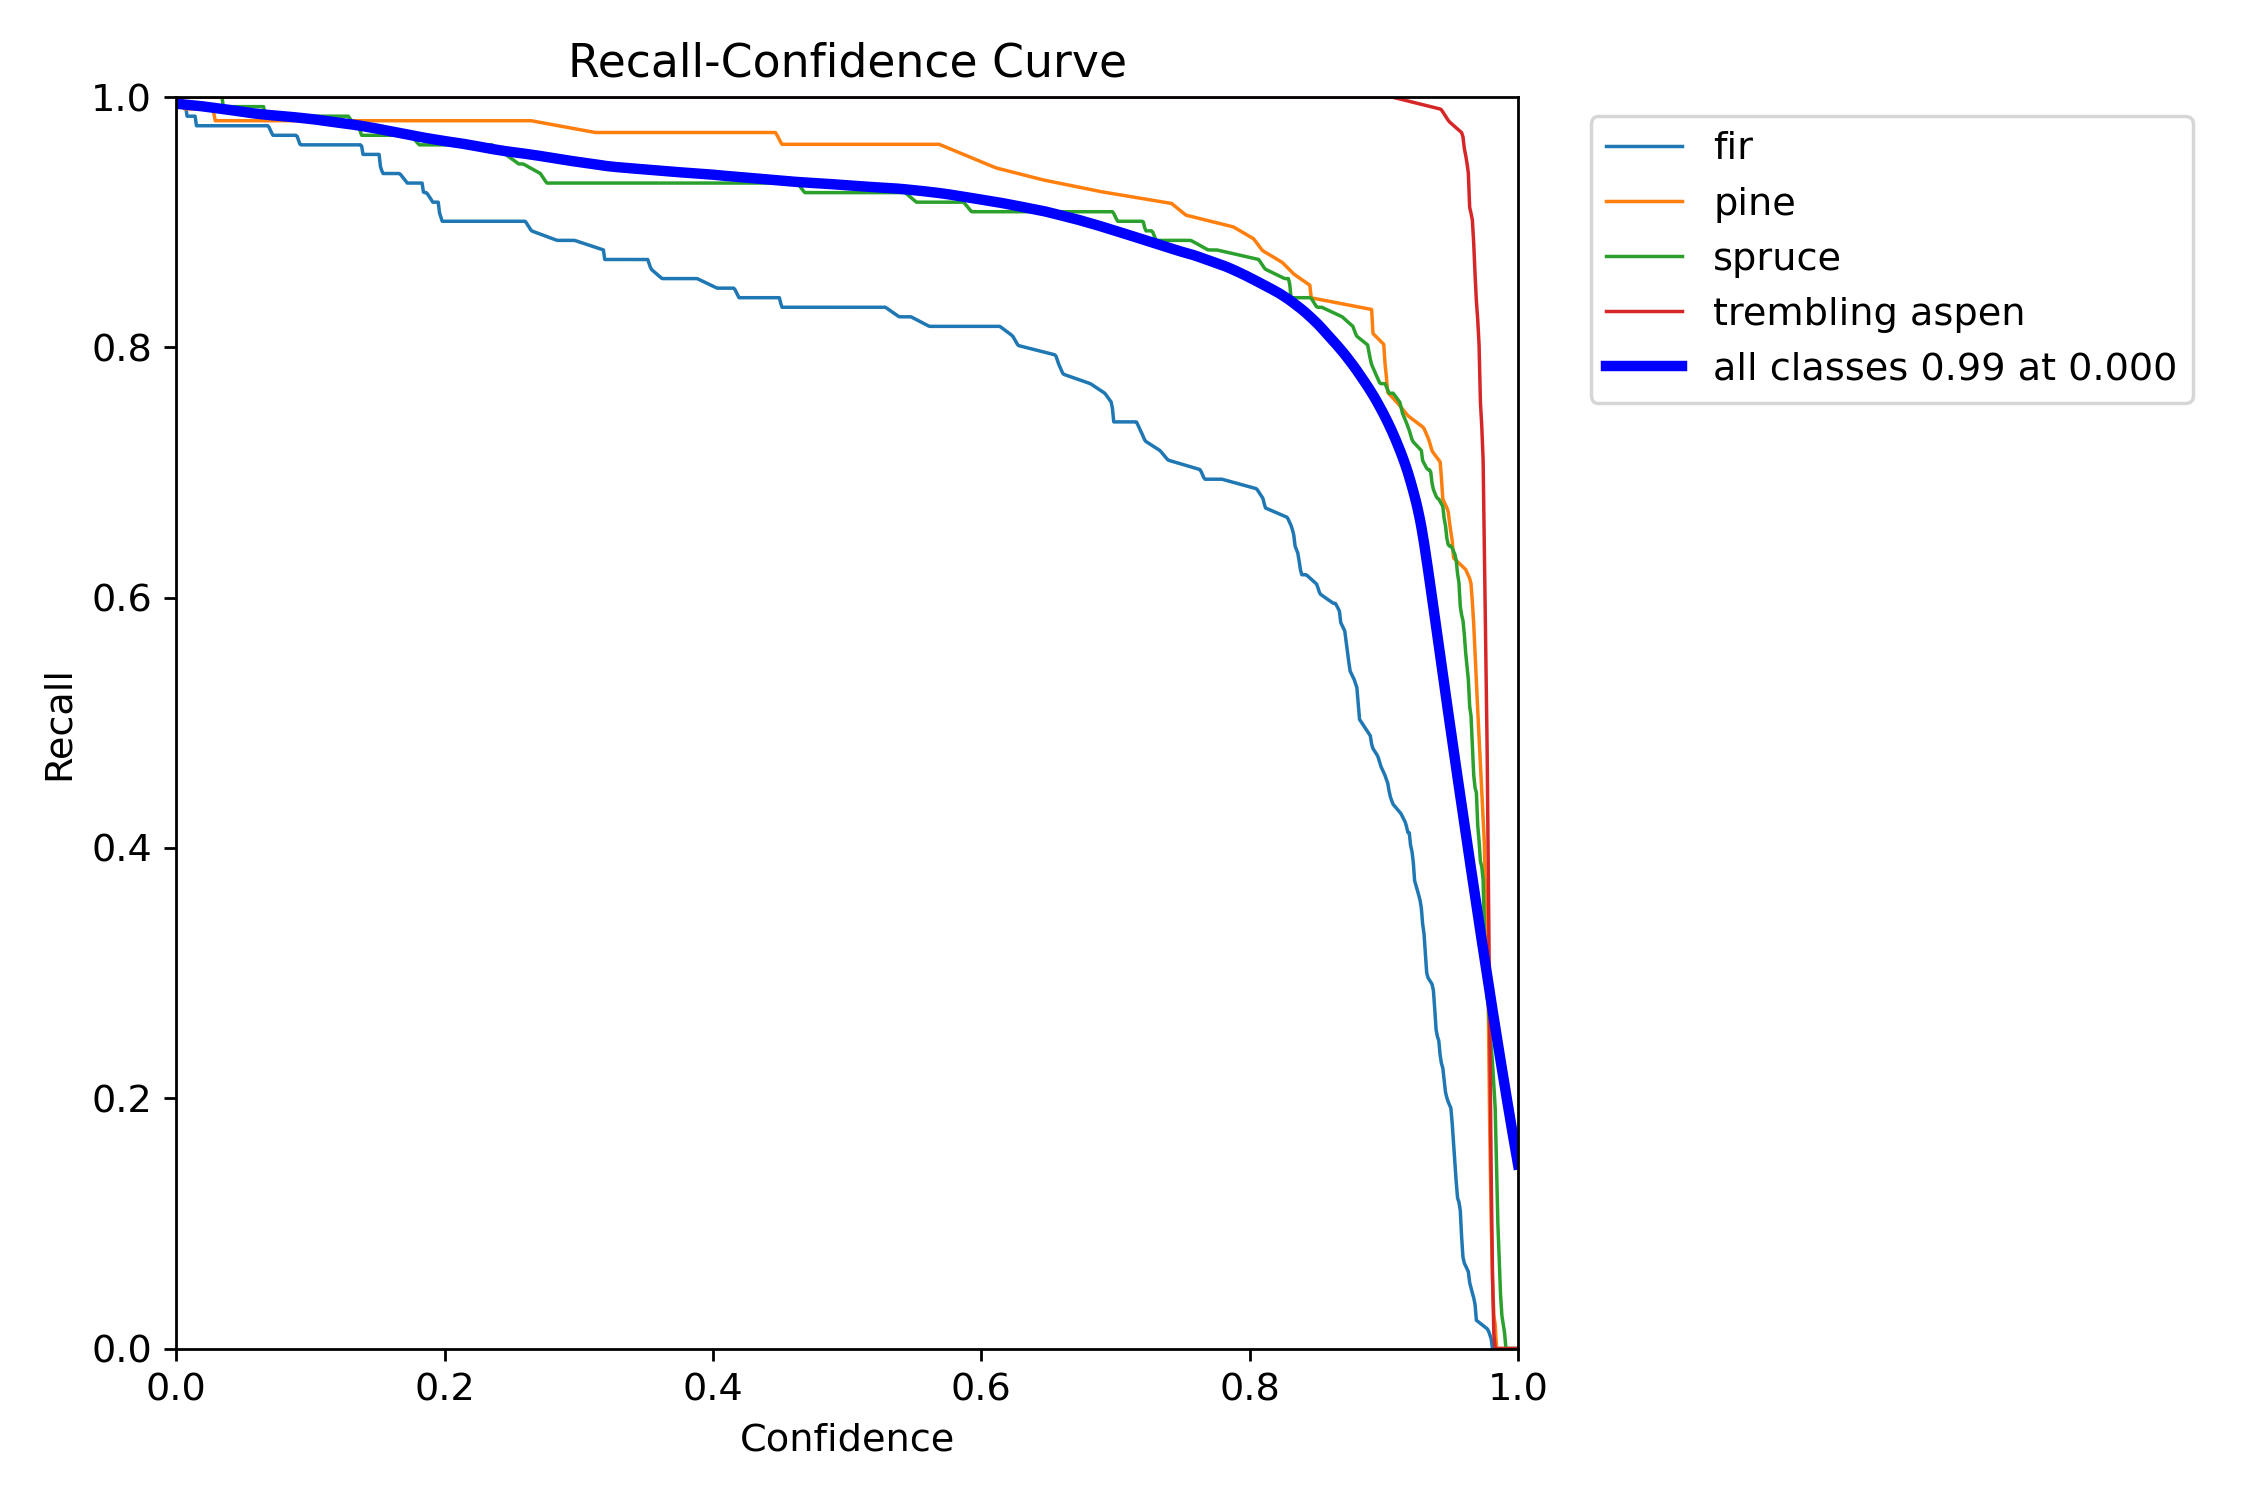 Recall-Confidence Curve
1.0
0.8
0.6
0.4
0.2
0.0
Recall
0.0 0.2 0.4 0.6 0.8 1.0
Confidence
fir
pine
spruce
trembling aspen
all classes 0.99 at 0.000